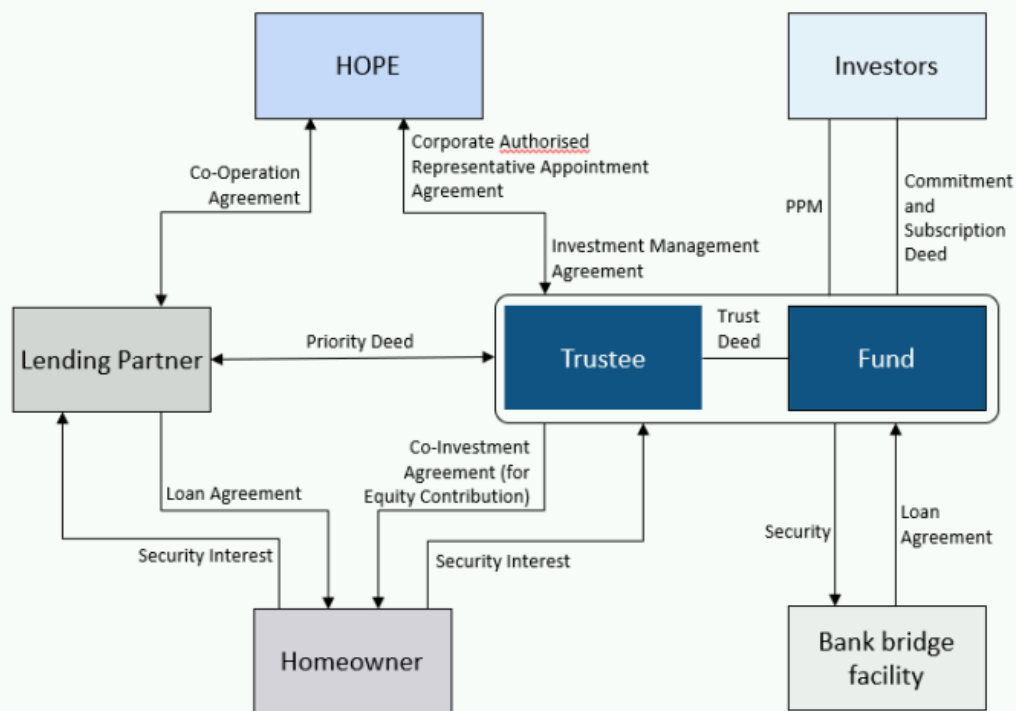 HOPE
Investors
Co-Operation
Agreement
Corporate Authorised
Representative Appointment
Agreement
PPM
Commitment
and
Subscription
Deed
Investment Management
Agreement
Lending Partner
Priority Deed
Trustee
Trust
Deed
Fund
Co-Investment
Agreement (for
Equity Contribution)
Loan Agreement
Security Interest
Security Interest
Security
Loan
Agreement
Homeowner
Bank bridge
facility